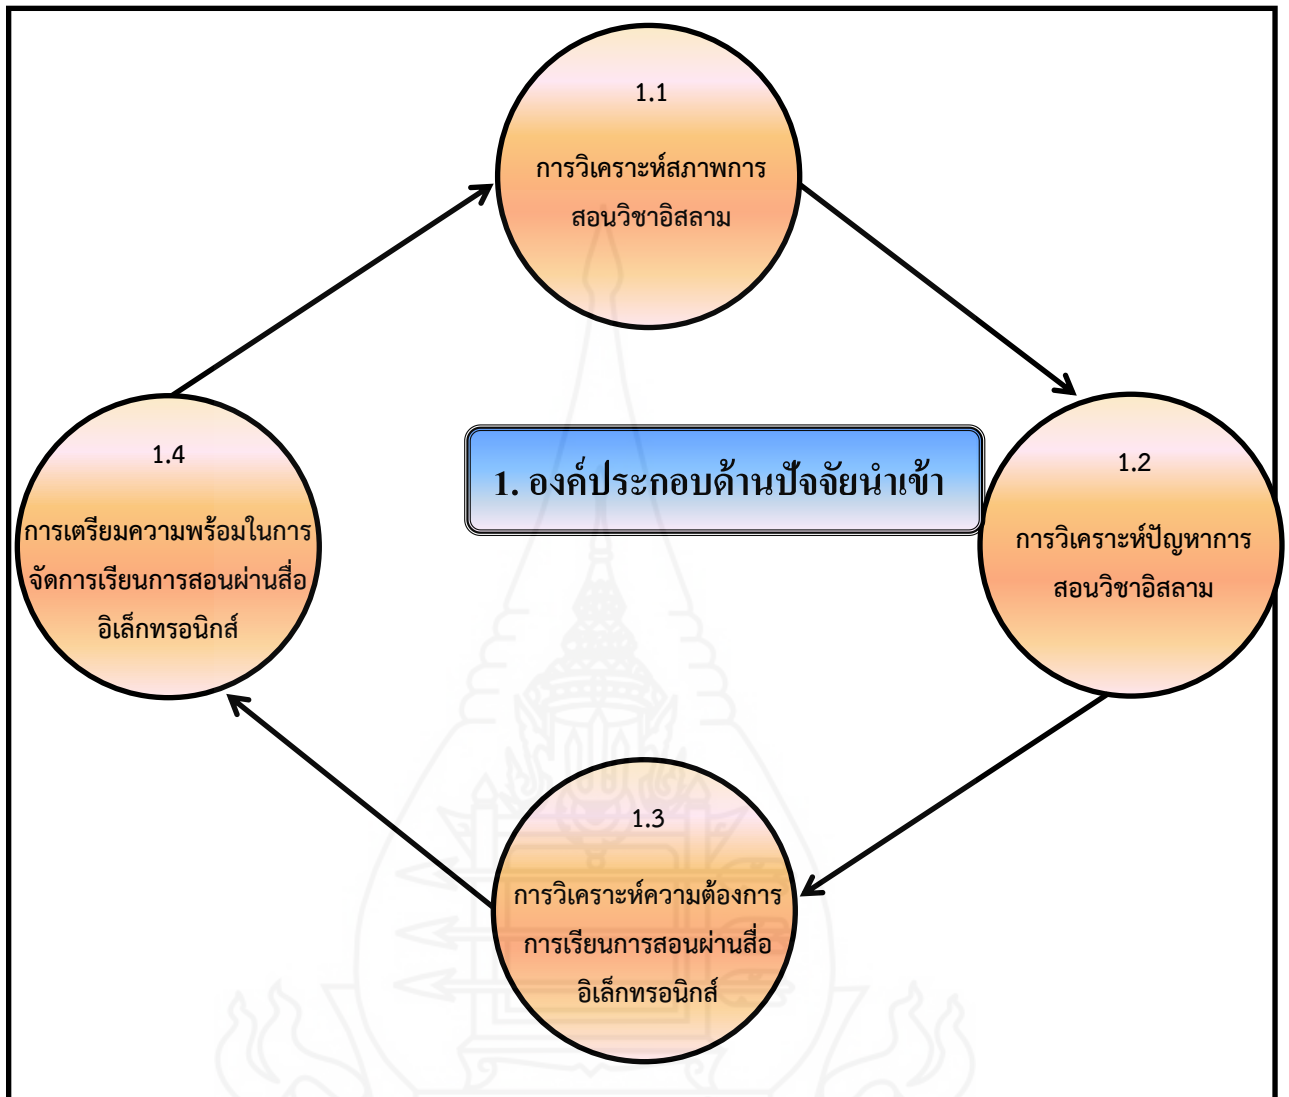 1.1
การวิเคราะห์สภาพการ
สอนวิชาอิสลาม
1. องค์ประกอบด้านปัจจัยนำเข้า
1.2
การวิเคราะห์ปัญหาการ
สอนวิชาอิสลาม
1.3
การวิเคราะห์ความต้องการ
การเรียนการสอนผ่านสื่อ
อิเล็กทรอนิกส์
1.4
การเตรียมความพร้อมในการ
จัดการเรียนการสอนผ่านสื่อ
อิเล็กทรอนิกส์